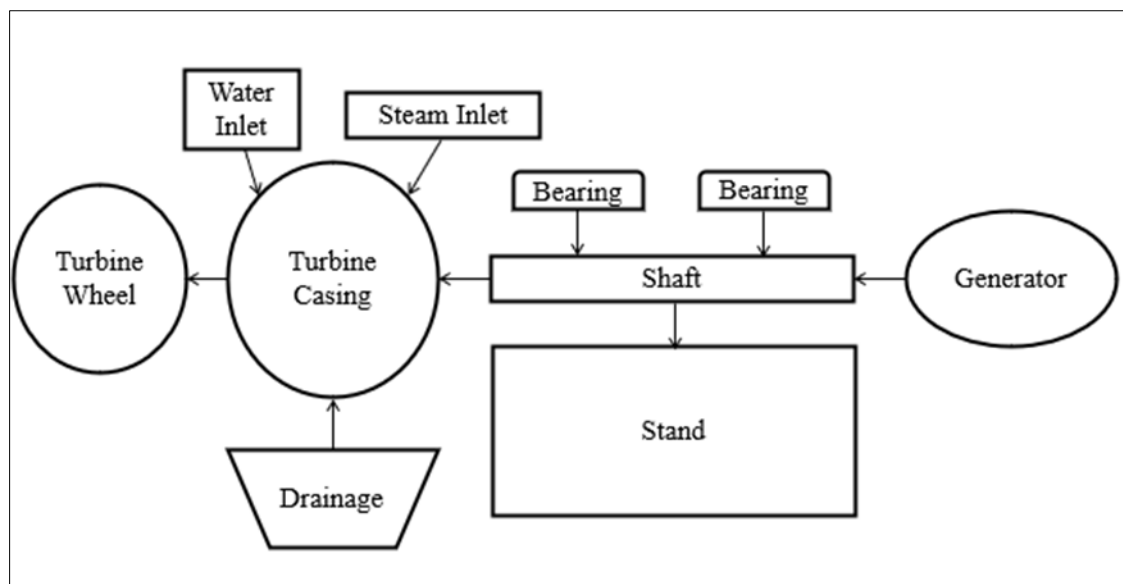 Water
Inlet
Steam Inlet
Bearing
Bearing
Turbine
Wheel
Turbine
Casing
Shaft
Generator
Stand
Drainage